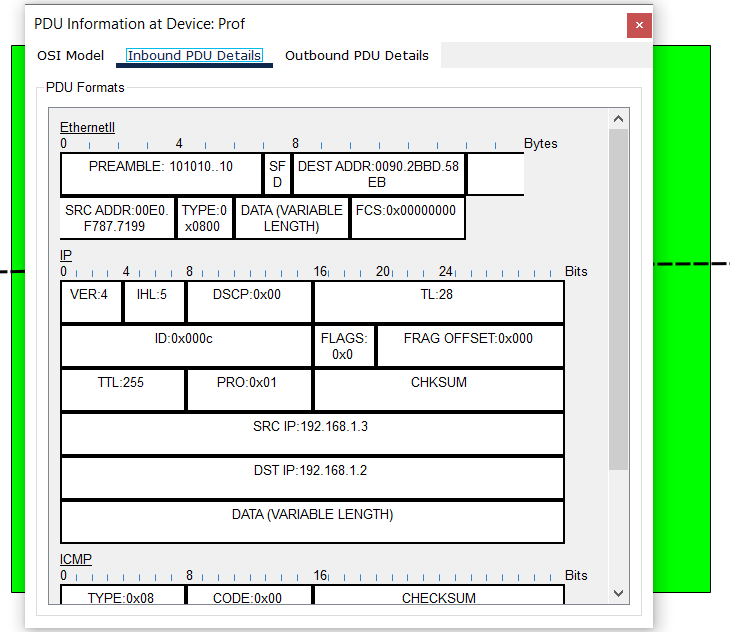 PDU Information at Device: Prof
×
OSI Model Inbound PDU Details Outbound PDU Details
PDU Formats
EthernetII
0 4 8 Bytes
PREAMBLE: 101010..10
SF
D
DEST ADDR:0090.2BBD.58
EB
SRC ADDR:00E0.
F787.7199
TYPE:0
x0800
DATA (VARIABLE
LENGTH)
FCS:0x00000000
IP
0 4 8 16 20 24 Bits
VER:4 IHL:5 DSCP:0x00 TL:28
ID:0x000c
FLAGS:
0x0
FRAG OFFSET:0x000
TTL:255 PRO:0x01 CHKSUM
SRC IP:192.168.1.3
DST IP:192.168.1.2
DATA (VARIABLE LENGTH)
ICMP
0 8 16 Bits
TYPE:0x08 CODE:0x00 CHECKSUM